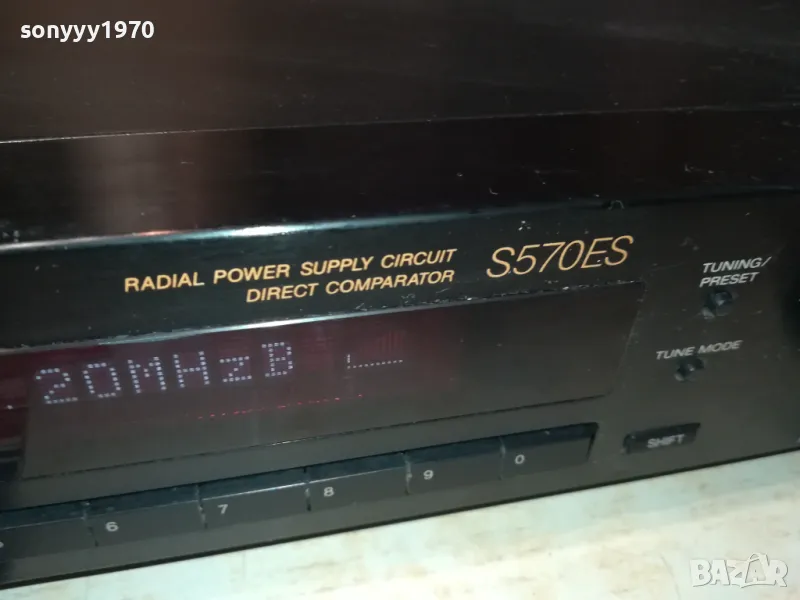 sonyyy1970
RADIAL POWER SUPPLY CIRCUIT
DIRECT COMPARATOR
S570ES
TUNING/
PRESET
.20MHzB
TUNE MODE
SHIFT
6 7 8 9 0
BAZAR